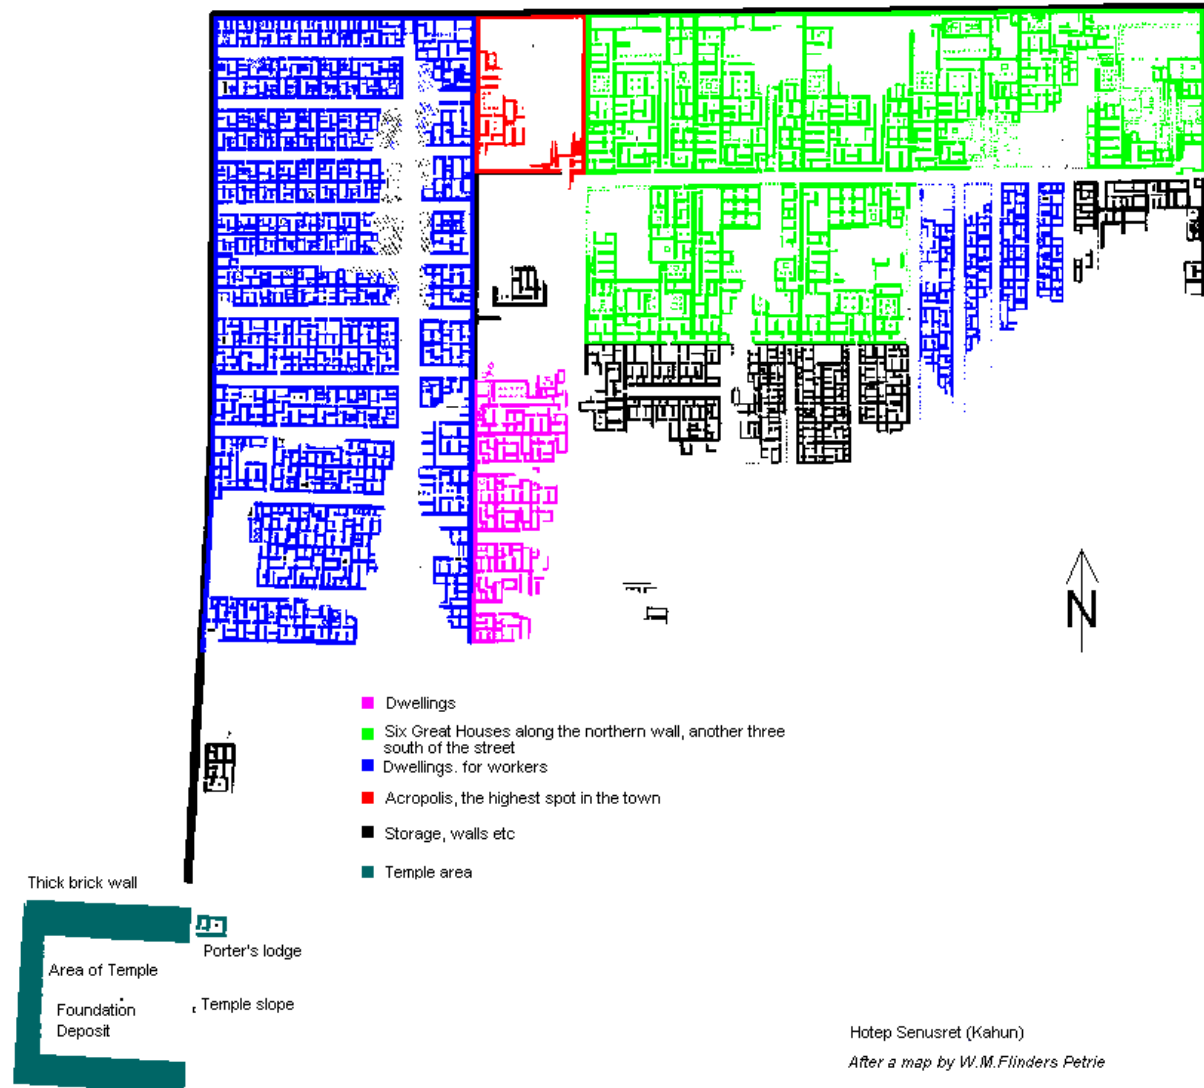 N
Dwellings
Six Great Houses along the northern wall, another three
south of the street
Dwellings. for workers
Acropolis, the highest spot in the town
Storage, walls etc
Temple area
Thick brick wall
Porter's lodge
Area of Temple
Temple slope
Foundation
Deposit
Hotep Senusret (Kahun)
After a map by W.M.Flinders Petrie